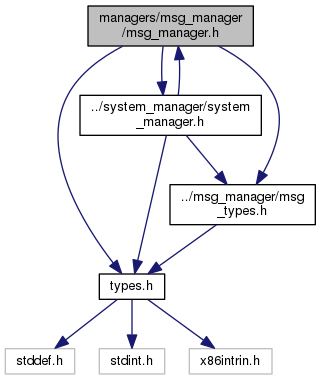 managers/msg_manager
/msg_manager.h
../system_manager/system
_manager.h
../msg_manager/msg
_types.h
types.h
stddef.h
stdint.h
x86intrin.h